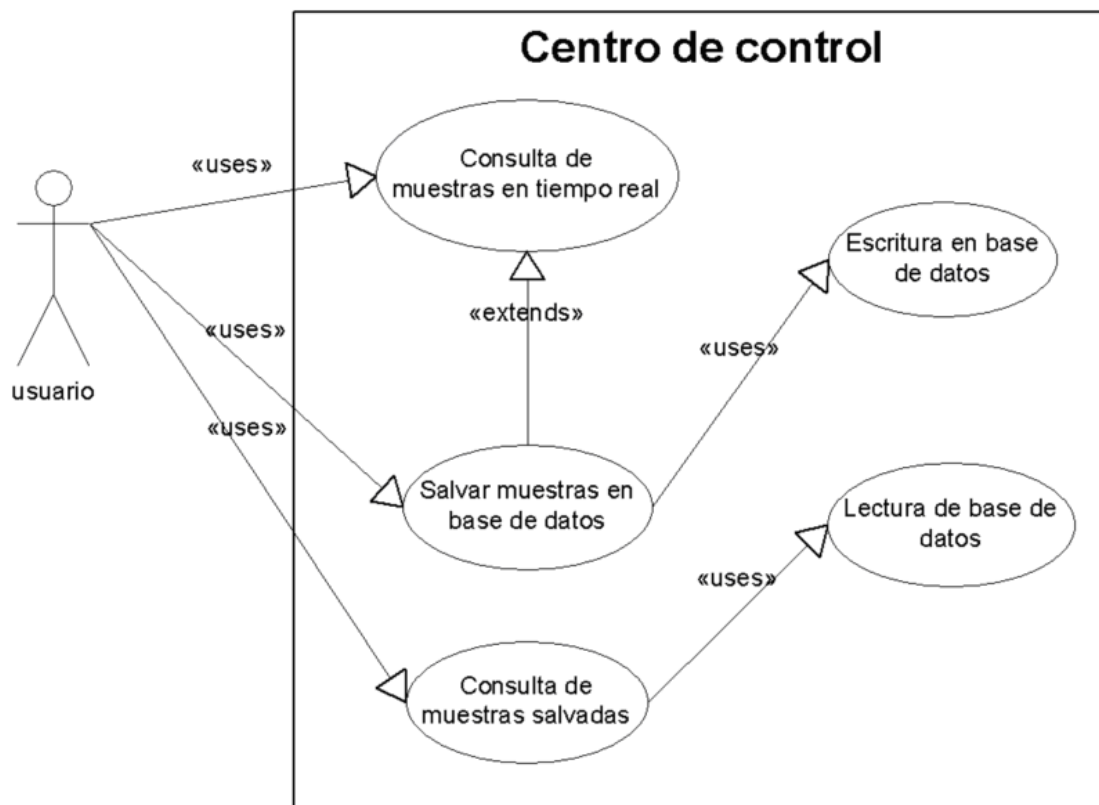 Centro de control
«uses»
Consulta de
muestras en tiempo real
Escritura en base
de datos
«extends»
«uses»
«uses»
usuario
«uses»
Salvar muestras en
base de datos
Lectura de base de
datos
«uses»
Consulta de
muestras salvadas